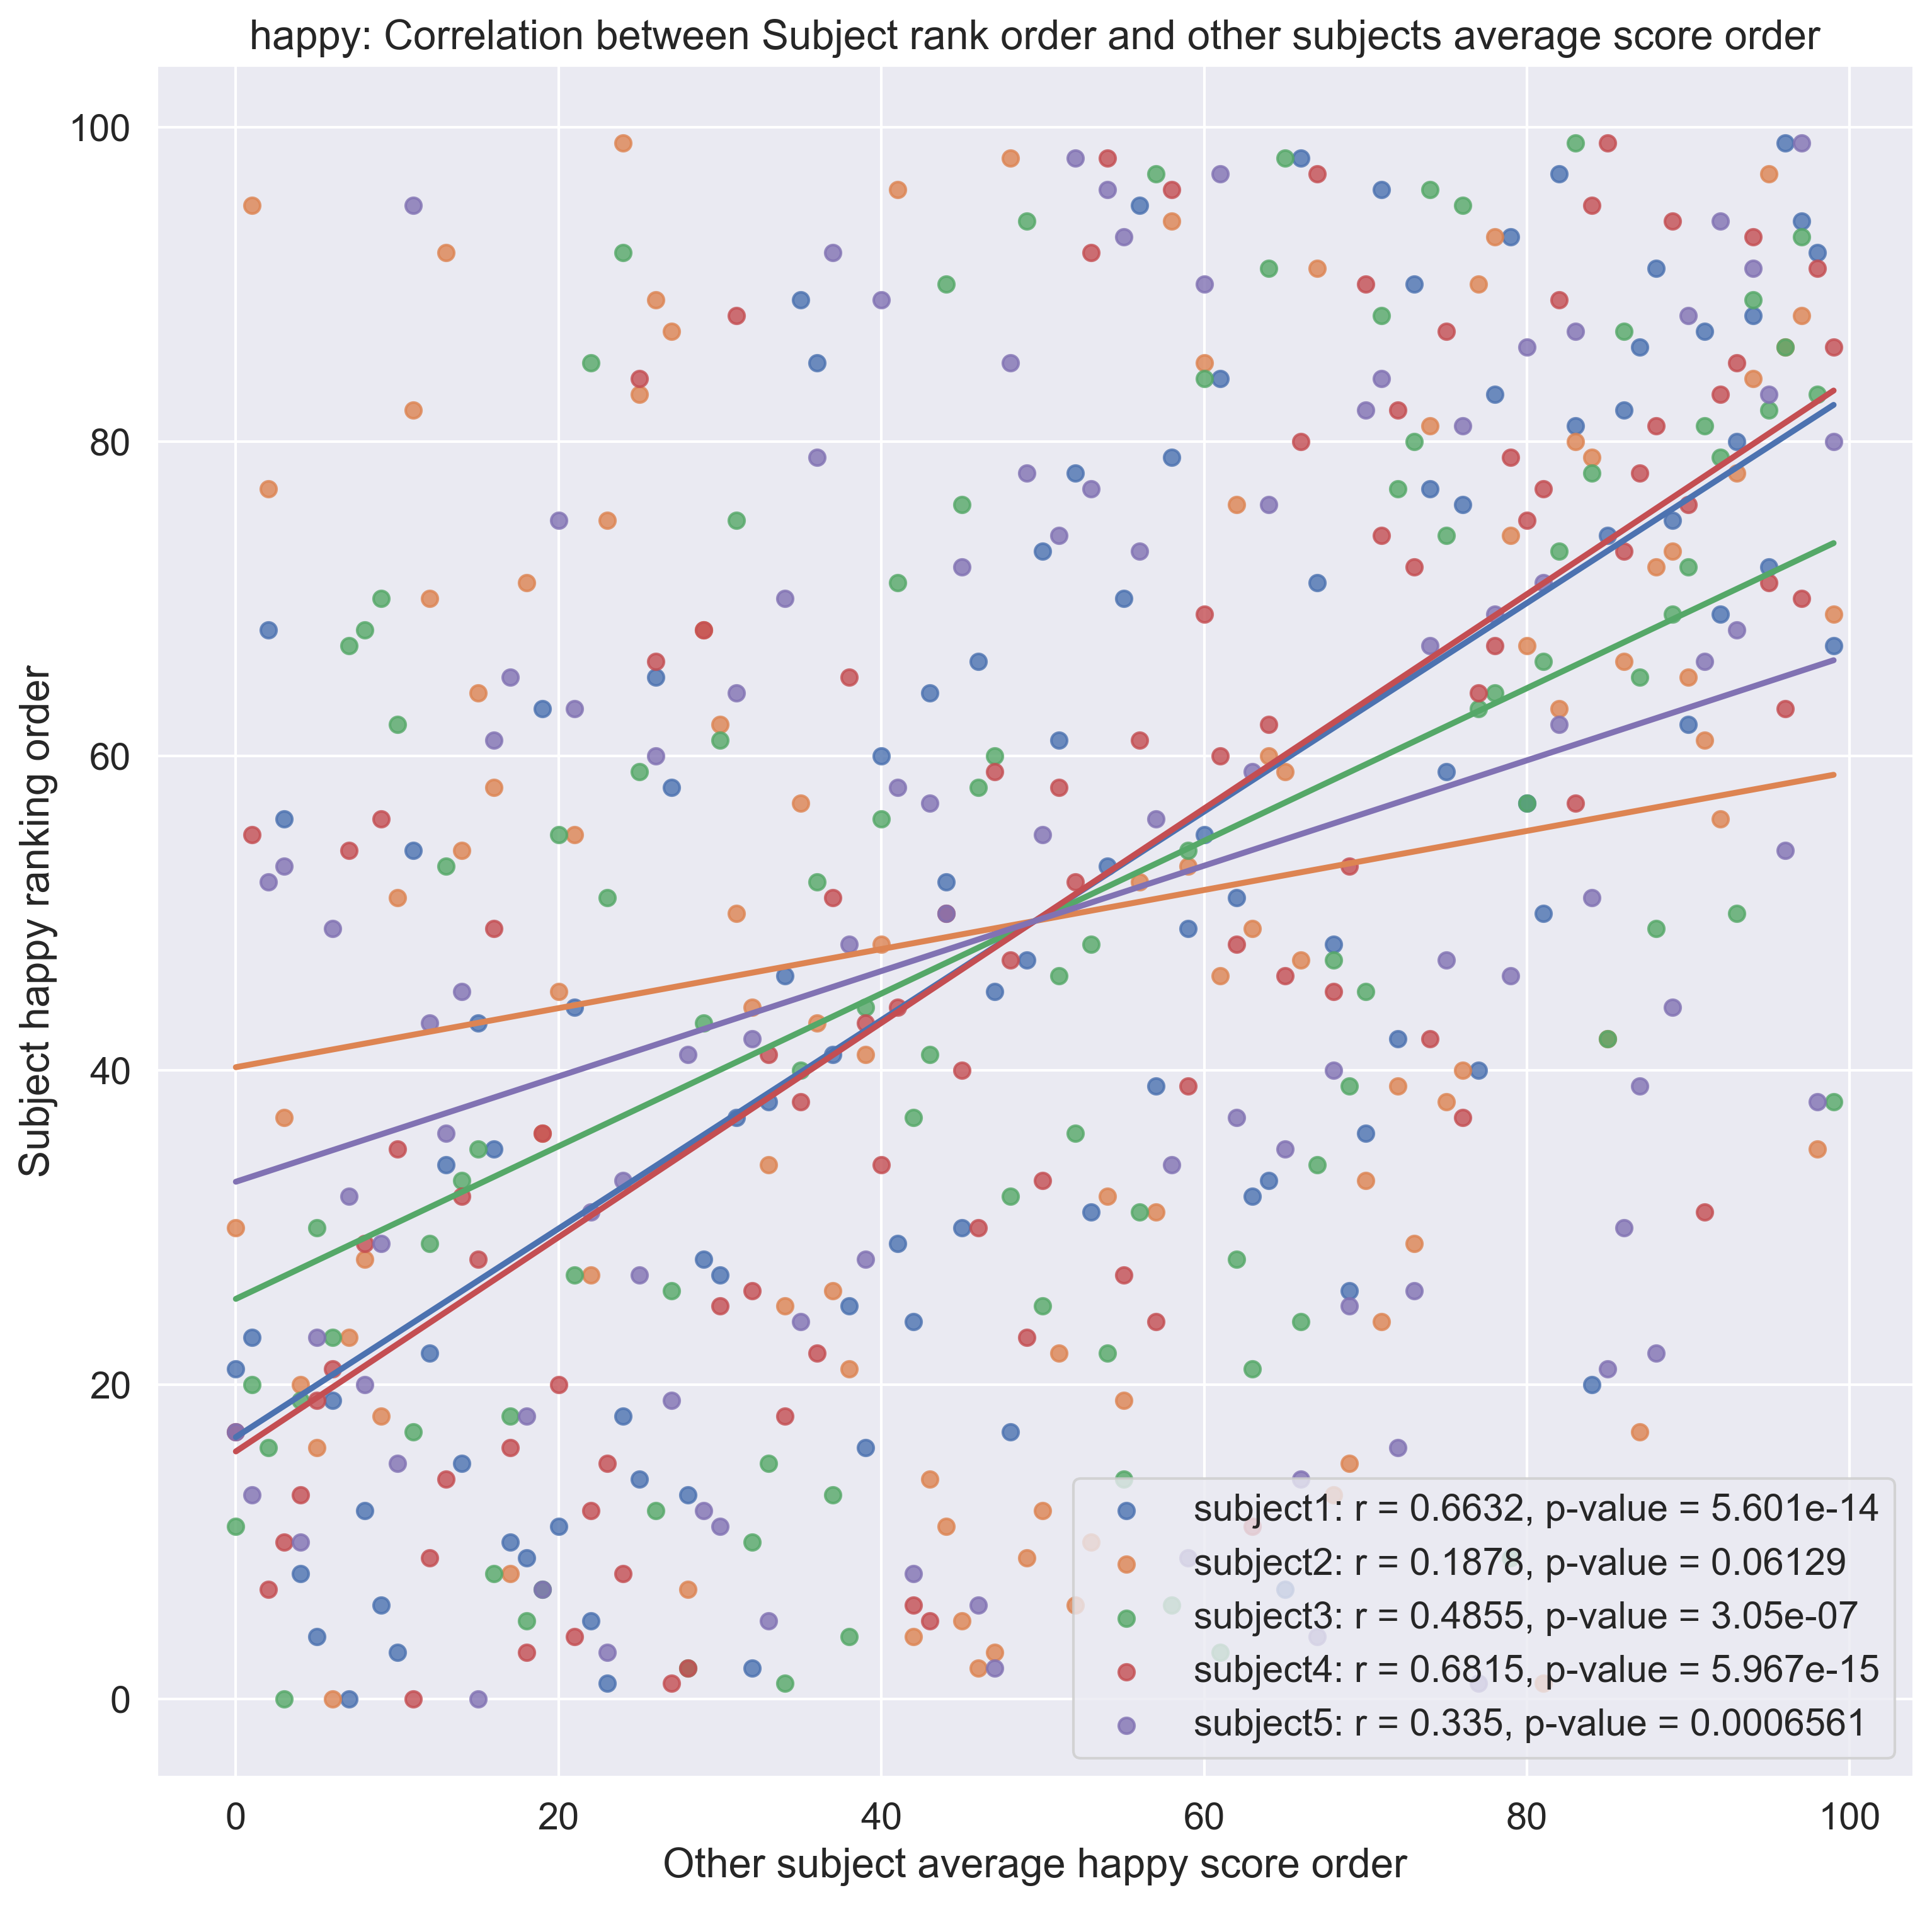 happy: Correlation between Subject rank order and other subjects average score order
100
80
60
40
20
0
Subject happy ranking order
subject1: r = 0.6632, p-value = 5.601e-14
subject2: r = 0.1878, p-value = 0.06129
subject3: r = 0.4855, p-value = 3.05e-07
subject4: r = 0.6815, p-value = 5.967e-15
subject5: r = 0.335, p-value = 0.0006561
0 20 40 60 80 100
Other subject average happy score order